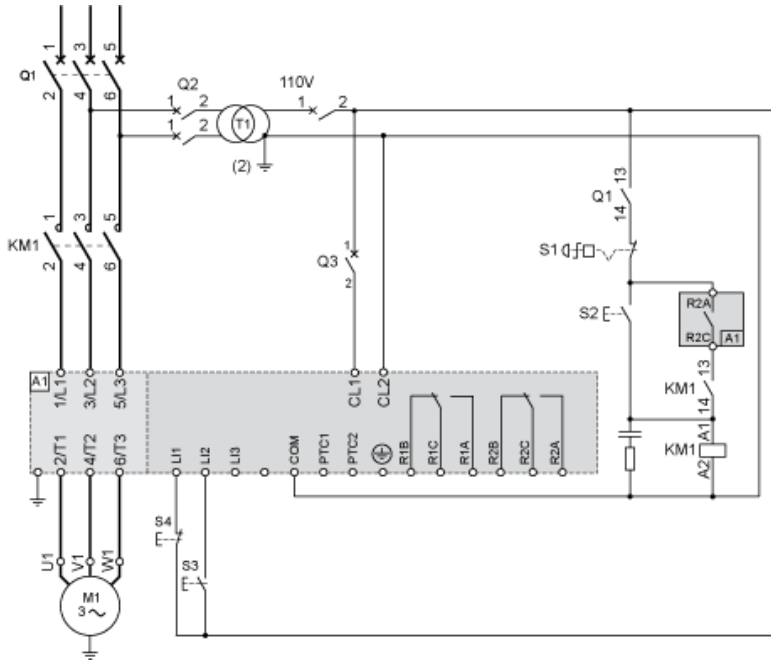 1 3 5
Q1
2 4 6
Q2
1 2
1 2
T1
(2)
110V
1 2
1 3 5
KM1
2 4 6
Q3
1
2
13
Q1
14
S1
S2
R2A
R2C A1
13
KM1
14
A1
KM1
A2
A1
1/L1 3/L2 5/L3 CL1 CL2
2/T1 4/T2 6/T3 LI1 LI2 LI3 COM PTC1 PTC2 R1B R1C R1A R2B R2C R2A
S4
S3
U1 V1 W1
M1
3